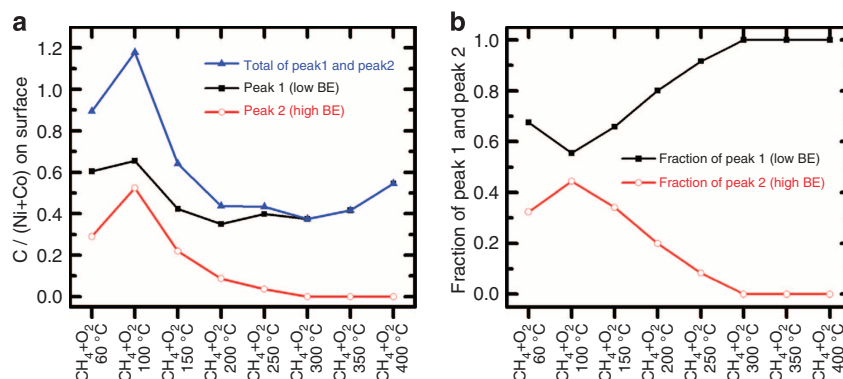 a
C / (Ni+Co) on surface
1.2
1.0
0.8
0.6
0.4
0.2
0.0
Total of peak1 and peak2
Peak 1 (low BE)
Peak 2 (high BE)
CH4+O2 60 °C
CH4+O2 100 °C
CH4+O2 150 °C
CH4+O2 200 °C
CH4+O2 250 °C
CH4+O2 300 °C
CH4+O2 350 °C
CH4+O2 400 °C
b
Fraction of peak 1 and peak 2
1.0
0.8
0.6
0.4
0.2
0.0
Fraction of peak 1 (low BE)
Fraction of peak 2 (high BE)
CH4+O2 60 °C
CH4+O2 100 °C
CH4+O2 150 °C
CH4+O2 200 °C
CH4+O2 250 °C
CH4+O2 300 °C
CH4+O2 350 °C
CH4+O2 400 °C